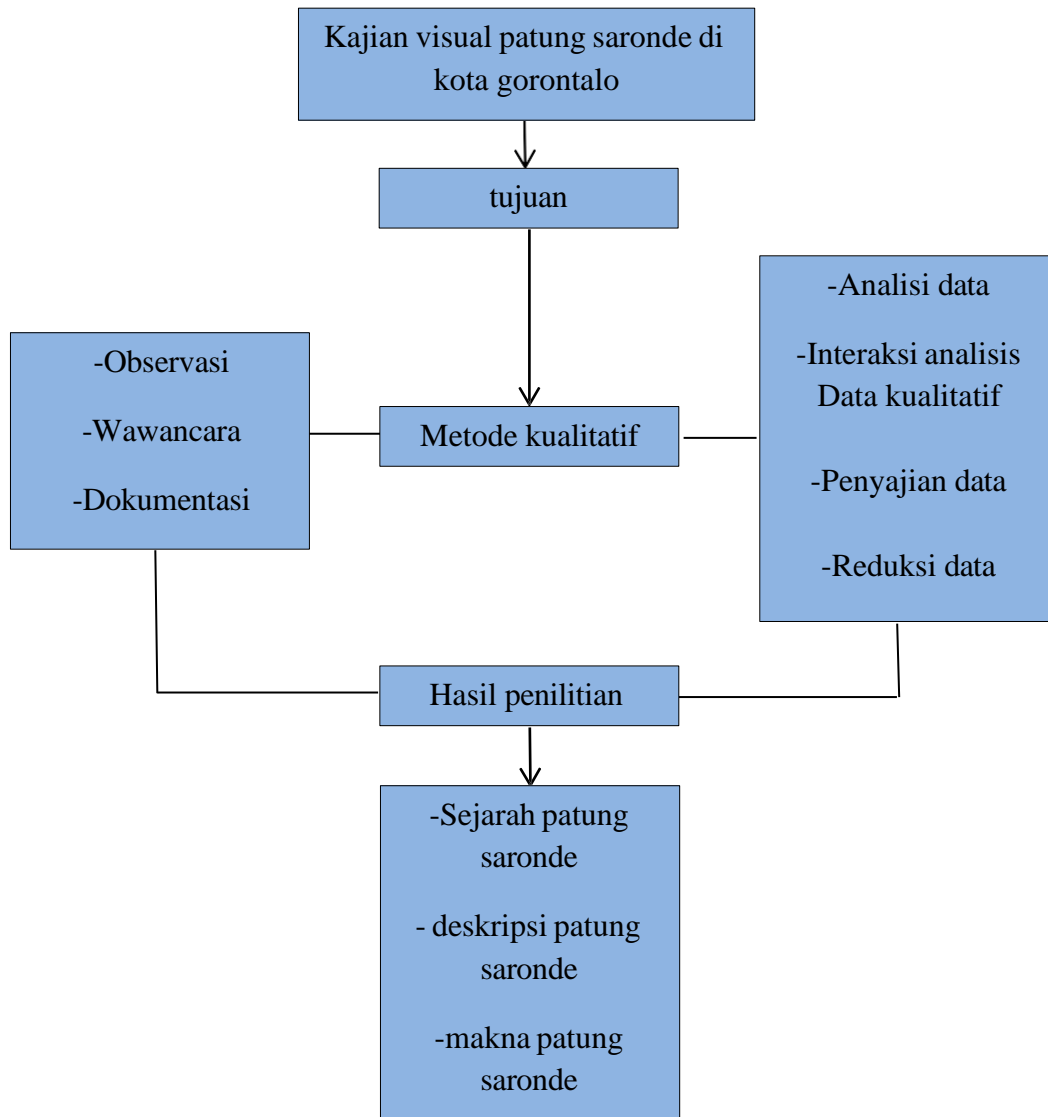 Kajian visual patung saronde di
kota gorontalo
tujuan
-Observasi
-Wawancara
-Dokumentasi
Metode kualitatif
-Analisi data
-Interaksi analisis
Data kualitatif
-Penyajian data
-Reduksi data
Hasil penilitian
-Sejarah patung
saronde
- deskripsi patung
saronde
-makna patung
saronde